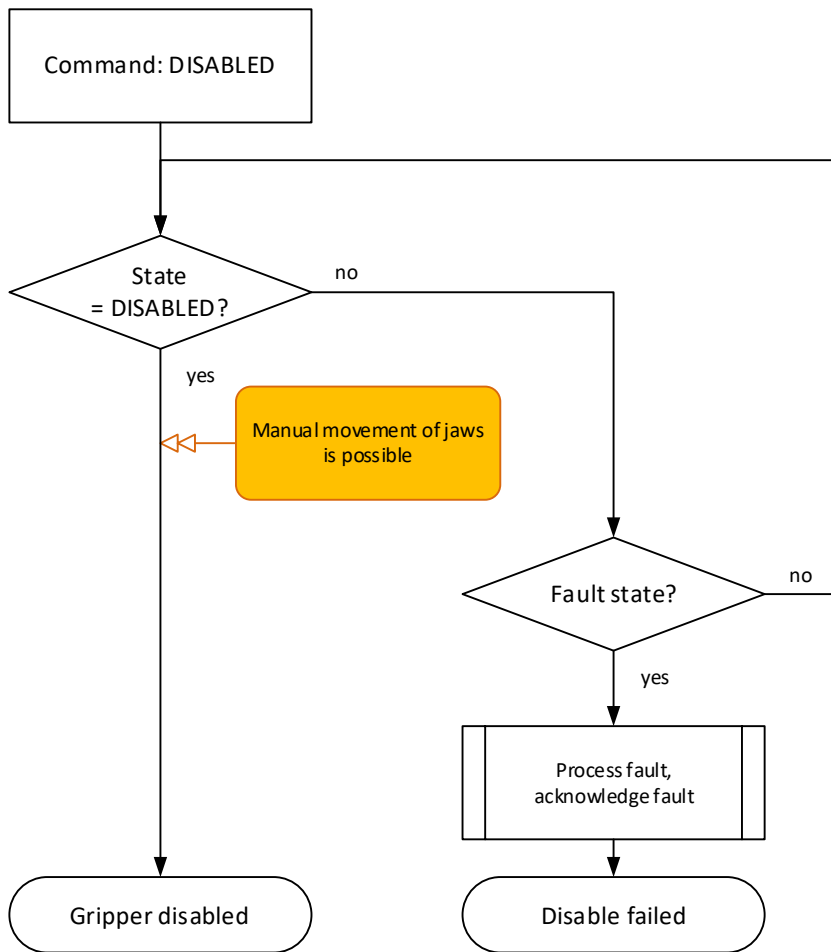 Command: DISABLED
State
= DISABLED?
no
yes
Manual movement of jaws
is possible
Fault state?
no
yes
Process fault,
acknowledge fault
Gripper disabled
Disable failed